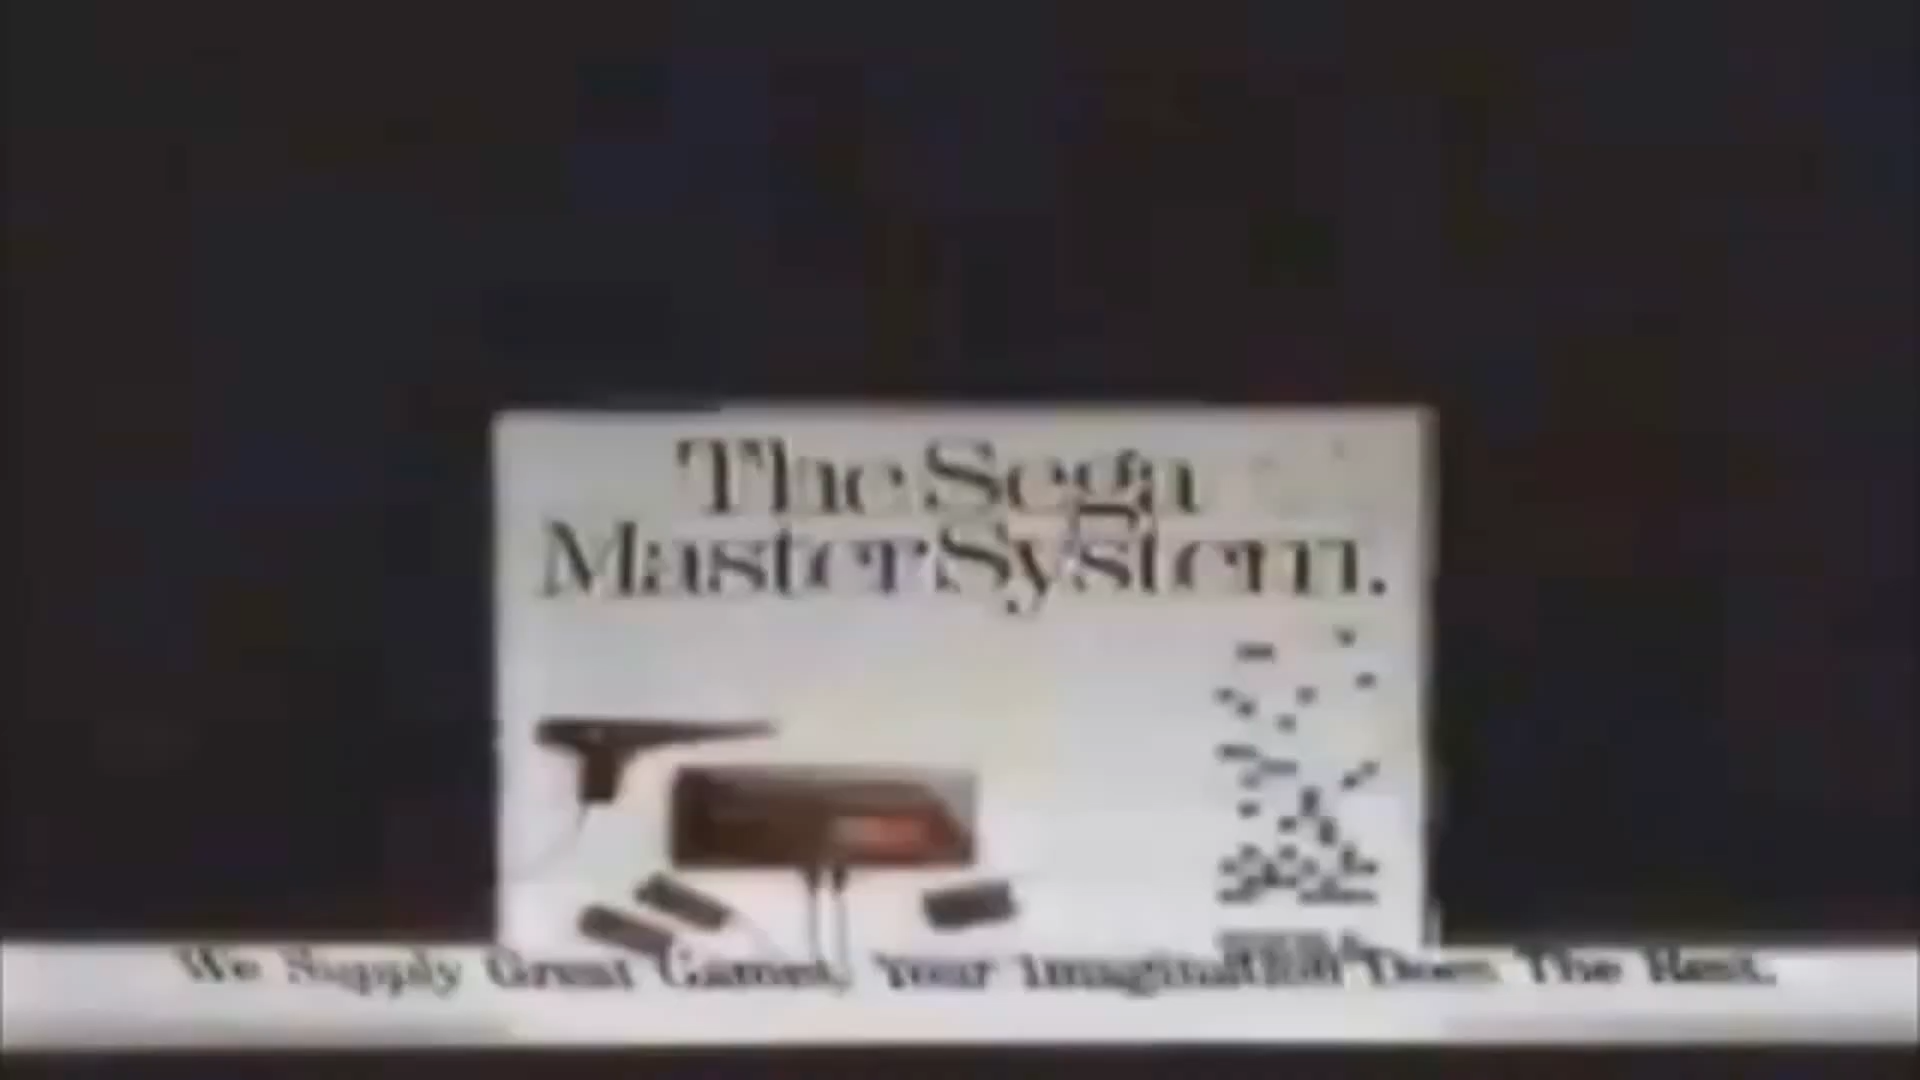 The Sega
Master System.
We Supply Great Games, Your Imagination Does The Rest.